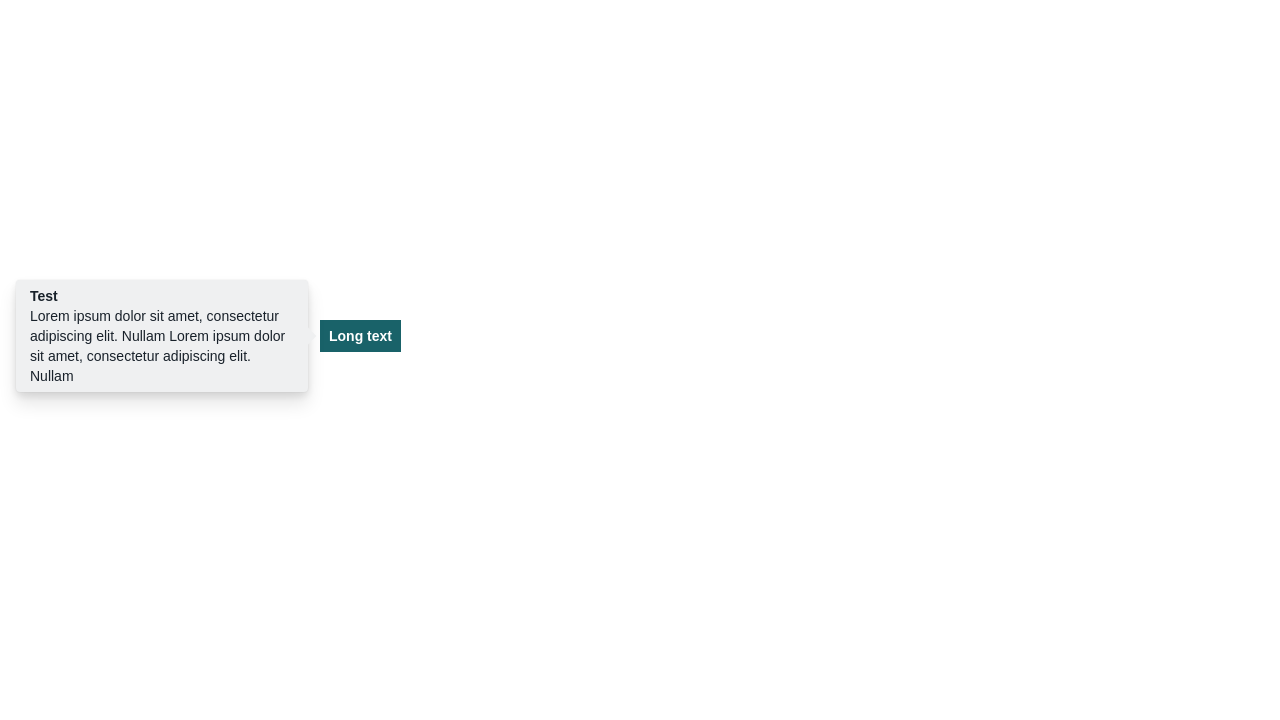 Test
Lorem ipsum dolor sit amet, consectetur
adipiscing elit. Nullam Lorem ipsum dolor
sit amet, consectetur adipiscing elit.
Nullam
Long text